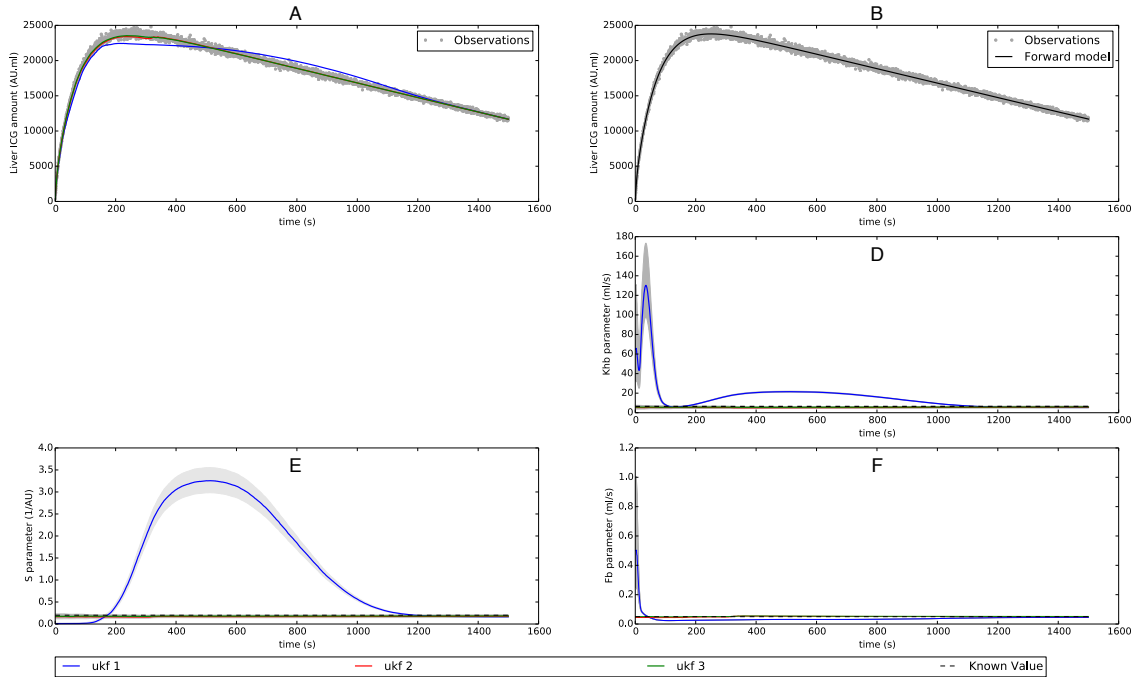 A
25000
20000
15000
10000
5000
0
Liver ICG amount (AU.ml)
Observations
0 200 400 600 800 1000 1200 1400 1600
time (s)
B
25000
20000
15000
10000
5000
0
Liver ICG amount (AU.ml)
Observations
Forward model
0 200 400 600 800 1000 1200 1400 1600
time (s)
D
180
160
140
120
100
80
60
40
20
0
Khb parameter (ml/s)
0 200 400 600 800 1000 1200 1400 1600
time (s)
E
4.0
3.5
3.0
2.5
2.0
1.5
1.0
0.5
0.0
S parameter (1/AU)
0 200 400 600 800 1000 1200 1400 1600
time (s)
F
1.2
1.0
0.8
0.6
0.4
0.2
0.0
Fb parameter (ml/s)
0 200 400 600 800 1000 1200 1400 1600
time (s)
ukf 1 ukf 2 ukf 3 Known Value